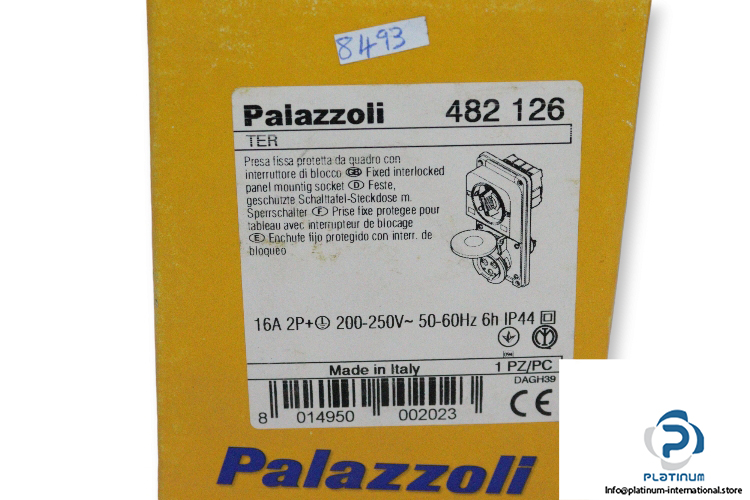 8493
Palazzoli 482 126
TER
Presa fissa protetta da quadro con
interruttore di blocco GB Fixed interlocked
panel mountig socket D Feste,
geschützte Schalttafel-Steckdose m.
Sperrschalter F Prise fixe protegee pour
tableau avec interrupteur de blocage
E Enchufe fijo protegido con interr. de
bloqueo
16A 2P+ 200-250V~ 50-60Hz 6h IP44
Made in Italy 1 PZ/PC
DAGH39
8 014950 002023
CE
Palazzoli
PLATINUM
INTERNATIONAL
Info@platinum-international.store